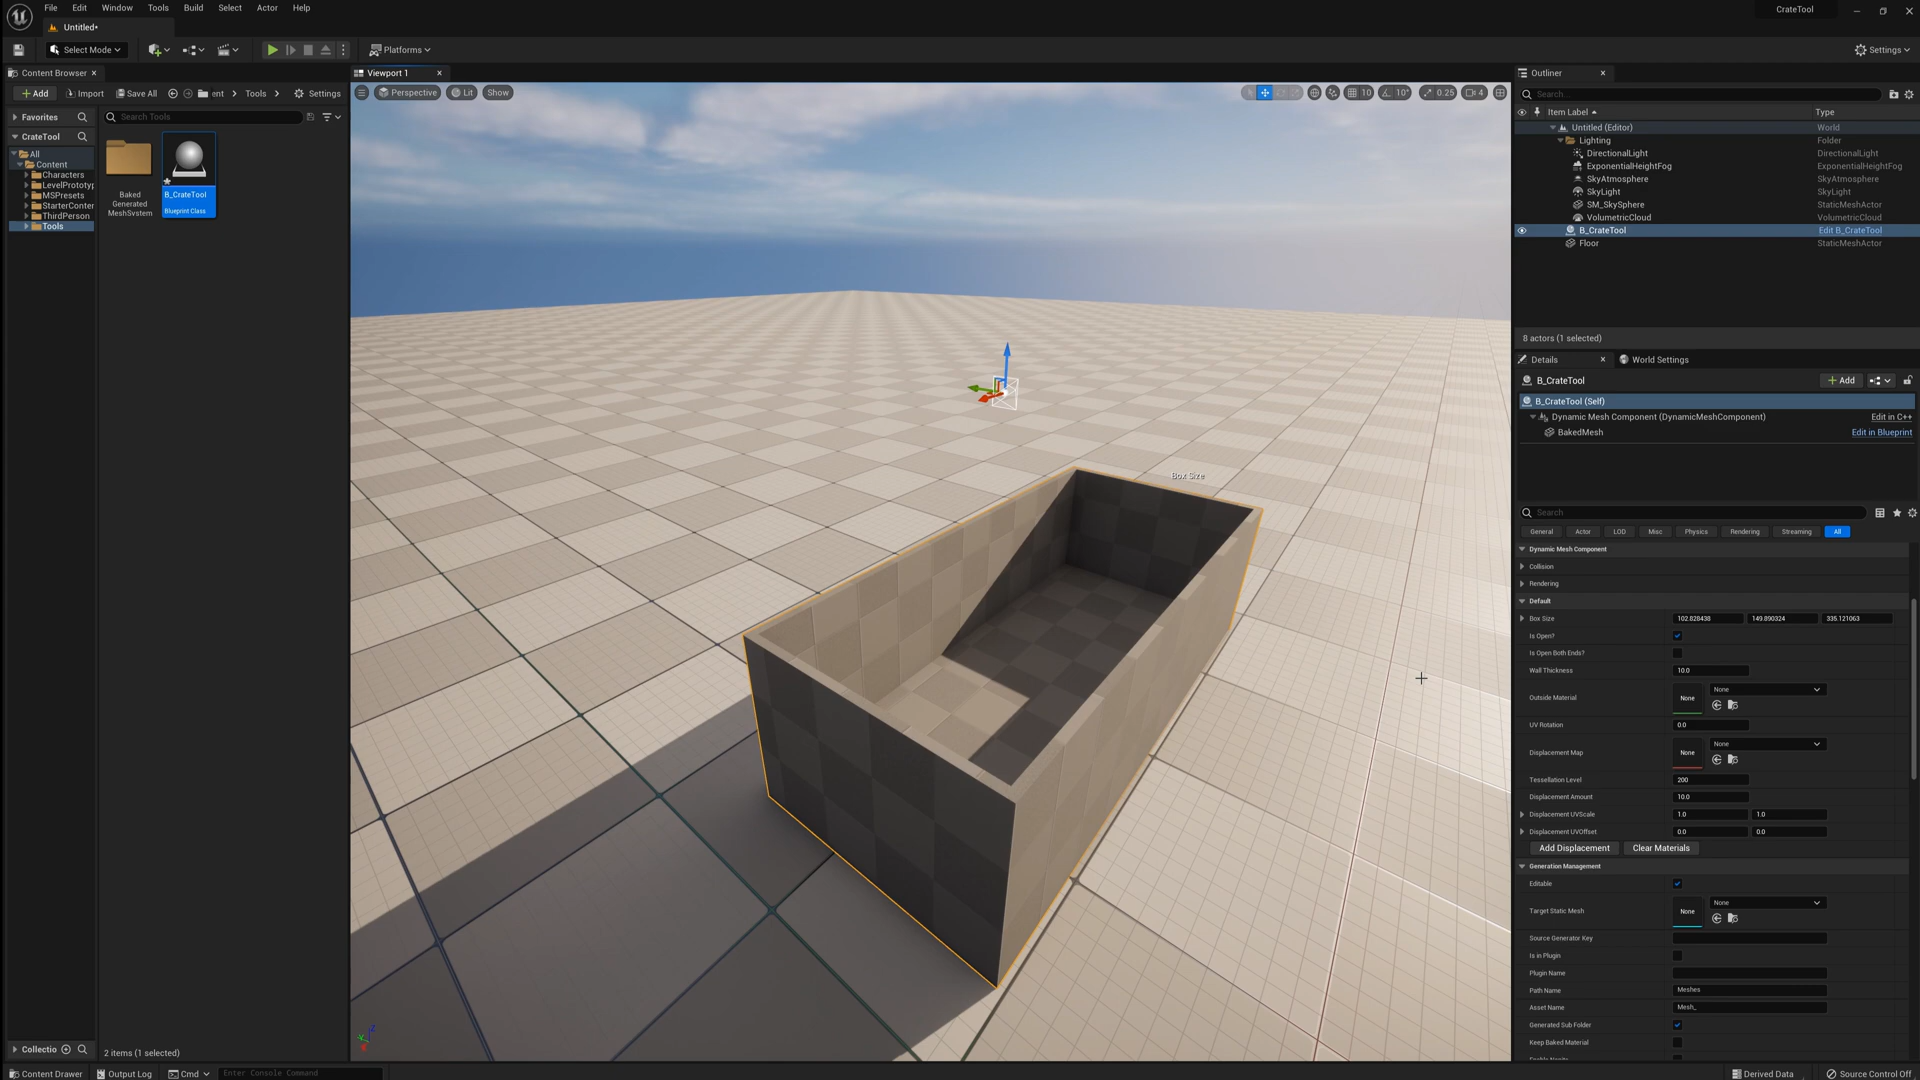 File Edit Window Tools Build Select Actor Help
CrateTool
Untitled*
Select Mode
Platforms
Settings
Content Browser
Add Import Save All ent Tools Settings
Favorites
Search Tools
CrateTool
All
Content
Characters
LevelPrototyp
MSPresets
StarterConter
ThirdPerson
Tools
Baked
Generated
MeshSystem
B_CrateTool
Blueprint Class
Collectio
2 items (1 selected)
Viewport 1
Perspective Lit Show
10 10° 0.25 4
Box Size
Outliner
Search...
Item Label Type
Untitled (Editor) World
Lighting Folder
DirectionalLight DirectionalLight
ExponentialHeightFog ExponentialHeightFog
SkyAtmosphere SkyAtmosphere
SkyLight SkyLight
SM_SkySphere StaticMeshActor
VolumetricCloud VolumetricCloud
B_CrateTool Edit B_CrateTool
Floor StaticMeshActor
8 actors (1 selected)
Details World Settings
B_CrateTool Add
B_CrateTool (Self)
Dynamic Mesh Component (DynamicMeshComponent) Edit in C++
BakedMesh Edit in Blueprint
Search
General Actor LOD Misc Physics Rendering Streaming All
Dynamic Mesh Component
Collision
Rendering
Default
Box Size 102.828438 149.890324 335.121063
Is Open?
Is Open Both Ends?
Wall Thickness 10.0
Outside Material None None
UV Rotation 0.0
Displacement Map None None
Tessellation Level 200
Displacement Amount 10.0
Displacement UVScale 1.0 1.0
Displacement UVOffset 0.0 0.0
Add Displacement Clear Materials
Generation Management
Editable
Target Static Mesh None None
Source Generator Key
Is in Plugin
Plugin Name
Path Name Meshes
Asset Name Mesh_
Generated Sub Folder
Keep Baked Material
Content Drawer Output Log Cmd Enter Console Command
Derived Data Source Control Off